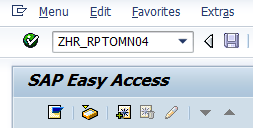 Menu Edit Favorites Extras
ZHR_RPTOMN04
SAP Easy Access